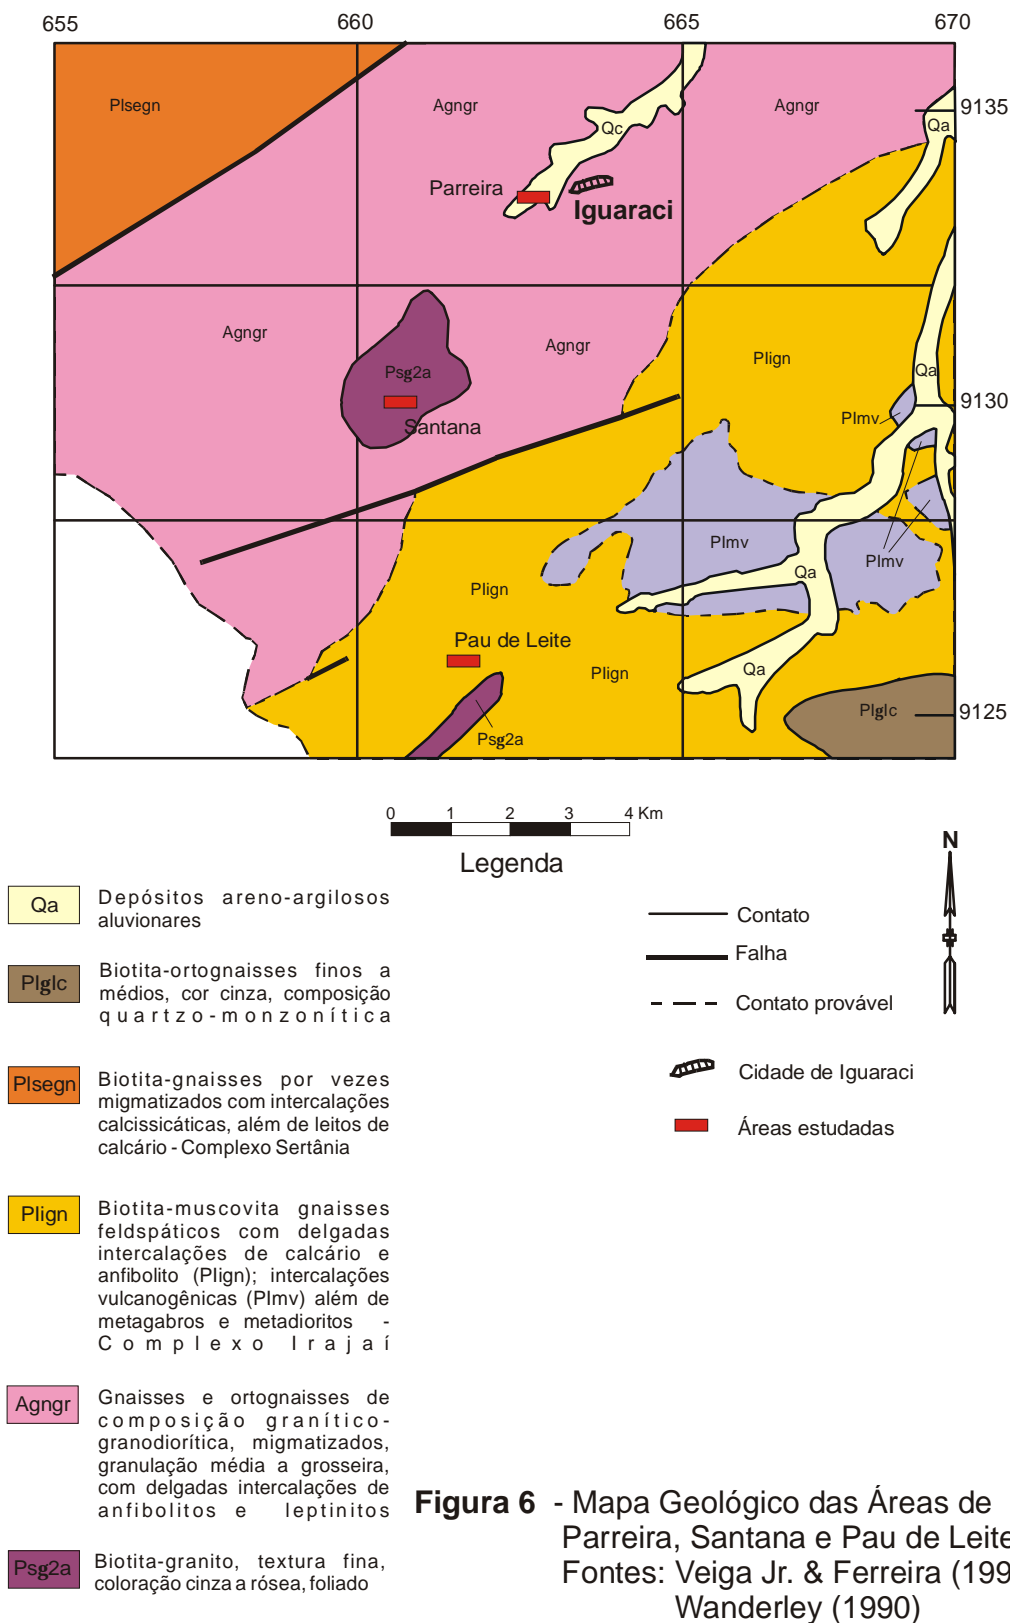 655 660 665 670
Plsegn
Agngr
Agngr
Qc
Qa
9135
Parreira
Iguaraci
Agngr
Agngr
Psg2a
Santana
Plign
Qa
9130
Plmv
Plmv
Plmv
Qa
Plign
Pau de Leite
Plign
Qa
Psg2a
Plglc
9125
0 1 2 3 4 Km
Legenda
N
Qa
Depósitos areno-argilosos
aluvionares
Plglc
Biotita-ortognaisses finos a
médios, cor cinza, composição
quartzo-monzonítica
Plsegn
Biotita-gnaisses por vezes
migmatizados com intercalações
calcissicáticas, além de leitos de
calcário - Complexo Sertânia
Plign
Biotita-muscovita gnaisses
feldspáticos com delgadas
intercalações de calcário e
anfibolito (Plign); intercalações
vulcanogênicas (Plmv) além de
metagabros e metadioritos -
Complexo Irajaí
Agngr
Gnaisses e ortognaisses de
composição granítico-
granodiorítica, migmatizados,
granulação média a grosseira,
com delgadas intercalações de
anfibolitos e leptinitos
Psg2a
Biotita-granito, textura fina,
coloração cinza a rósea, foliado
Contato
Falha
Contato provável
Cidade de Iguaraci
Áreas estudadas
Figura 6 - Mapa Geológico das Áreas de
Parreira, Santana e Pau de Leite
Fontes: Veiga Jr. & Ferreira (199
Wanderley (1990)